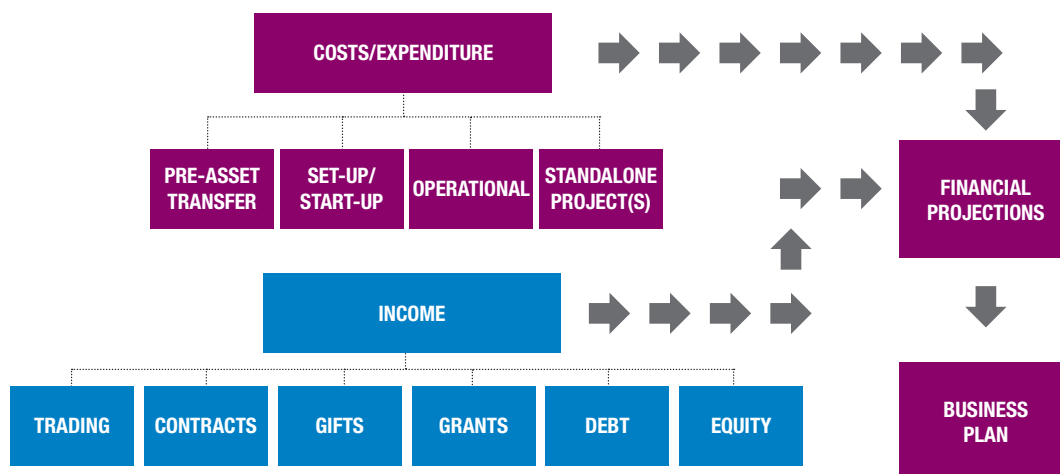 COSTS/EXPENDITURE
PRE-ASSET
TRANSFER
SET-UP/
START-UP
OPERATIONAL
STANDALONE
PROJECT(S)
FINANCIAL
PROJECTIONS
INCOME
TRADING
CONTRACTS
GIFTS
GRANTS
DEBT
EQUITY
BUSINESS
PLAN